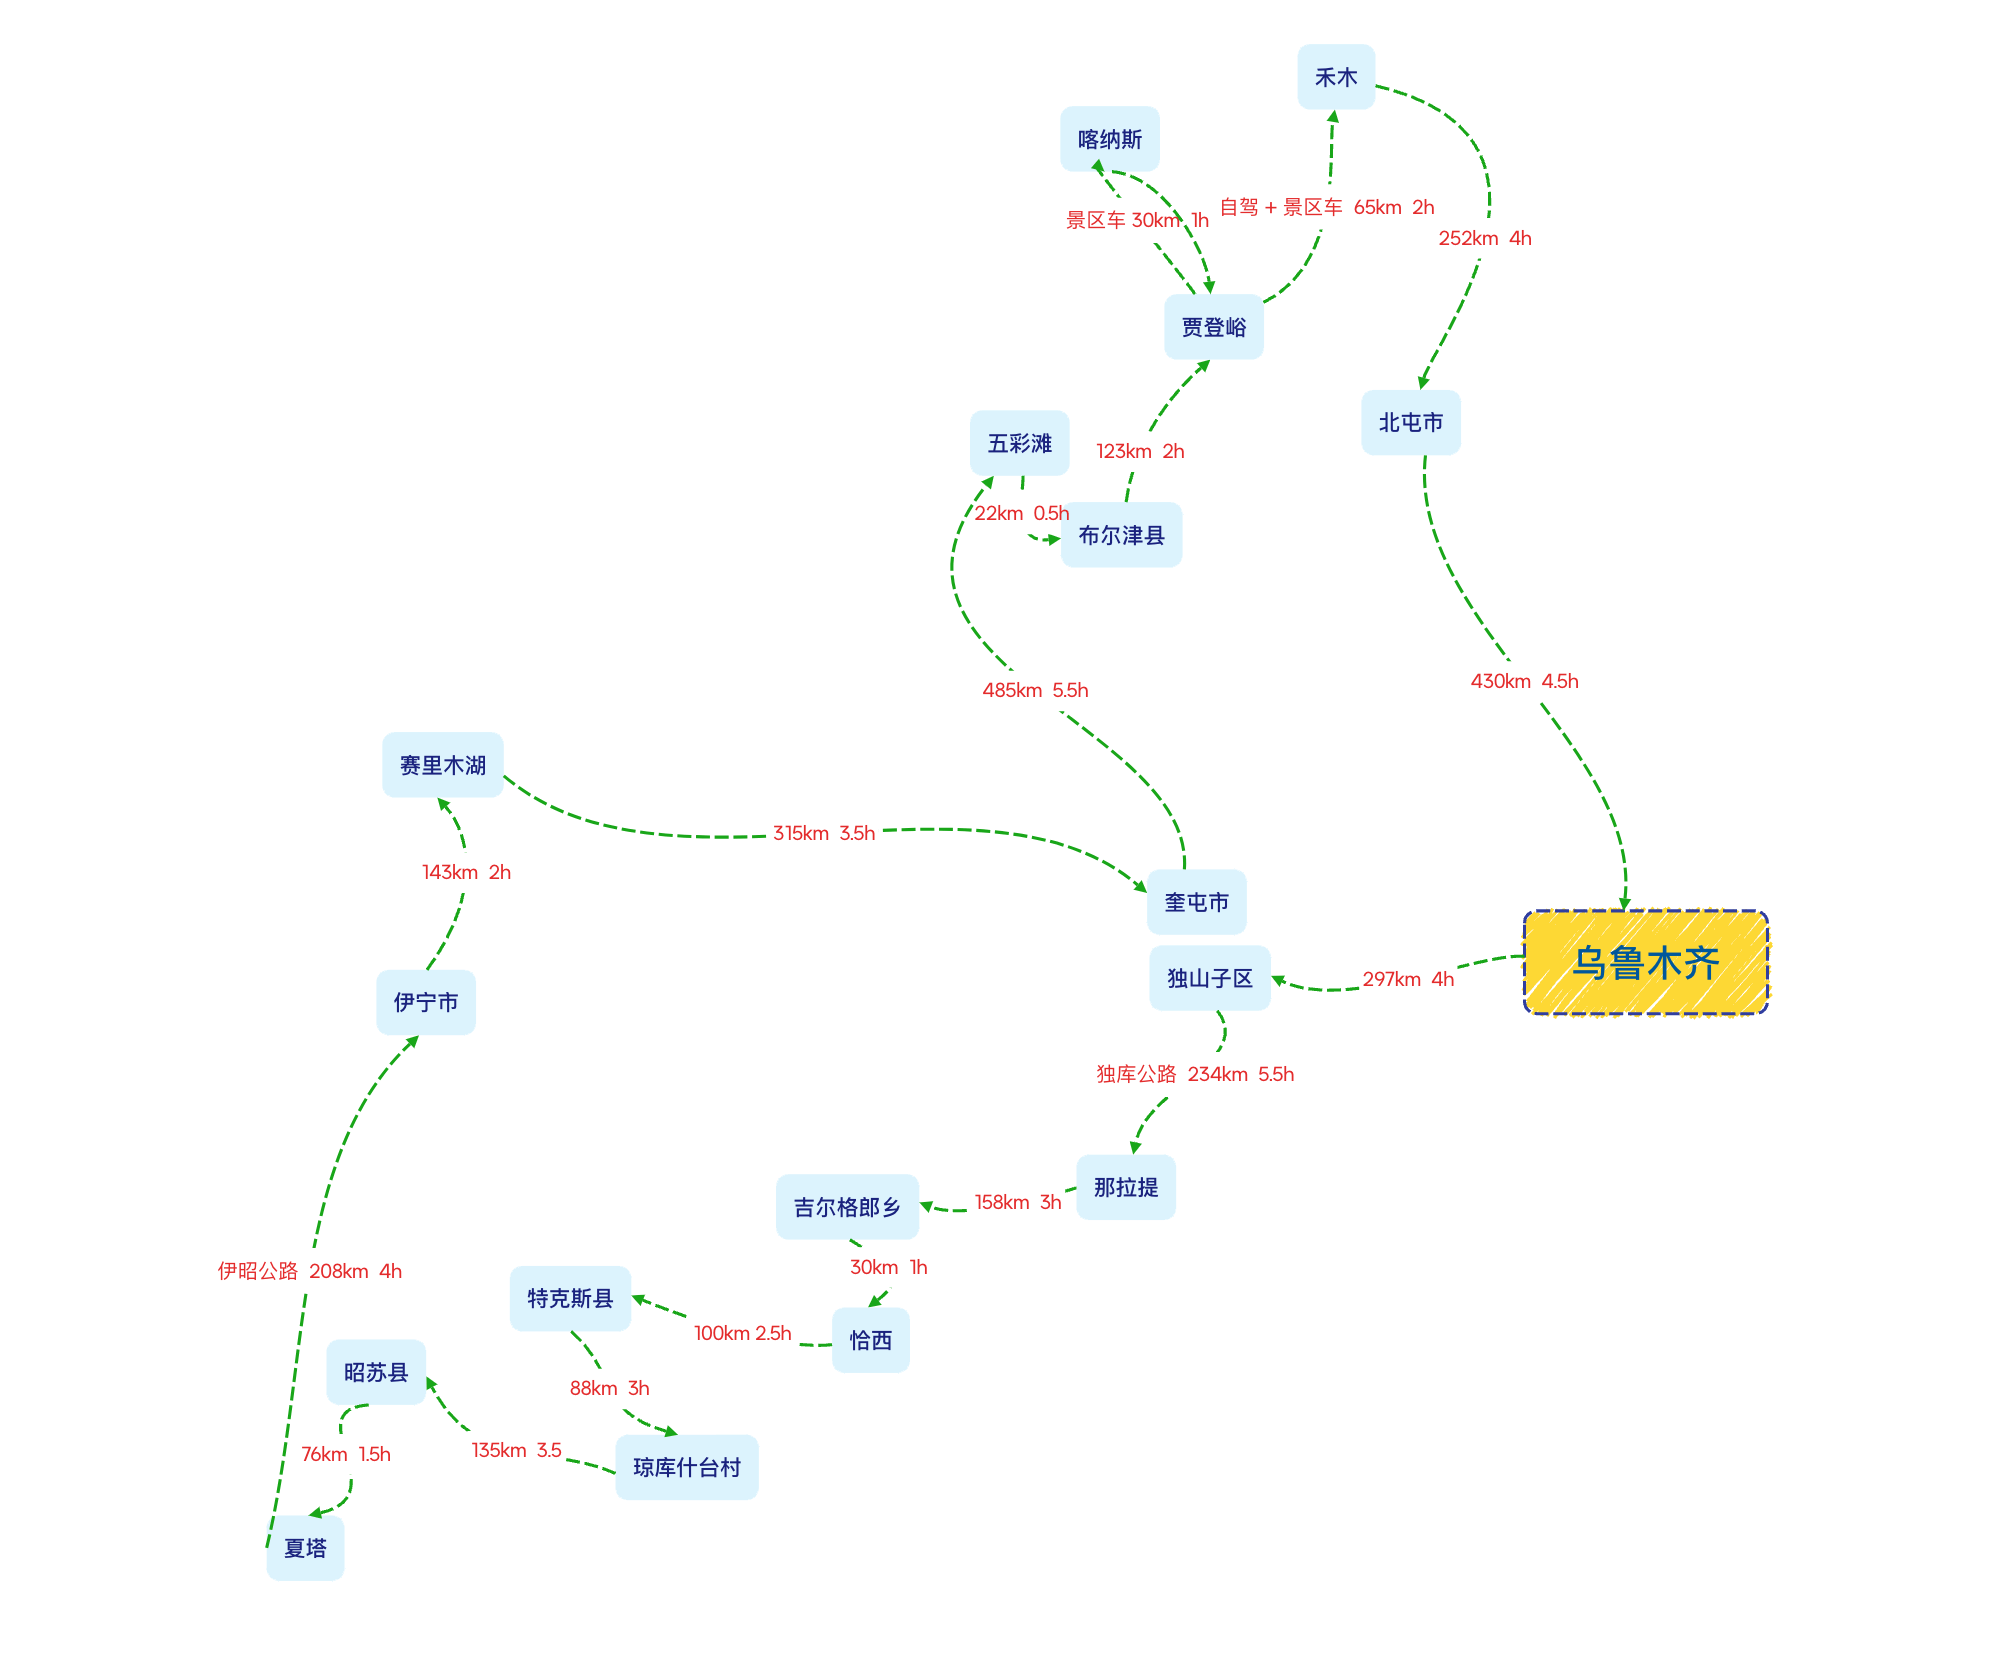 禾木
喀纳斯
自驾 + 景区车  65km  2h
景区车 30km  1h
252km  4h
贾登峪
北屯市
五彩滩
123km  2h
22km  0.5h
布尔津县
430km  4.5h
485km  5.5h
赛里木湖
315km  3.5h
143km  2h
奎屯市
乌鲁木齐
独山子区
297km  4h
伊宁市
独库公路  234km  5.5h
那拉提
吉尔格郎乡
158km  3h
伊昭公路  208km  4h
30km  1h
特克斯县
100km 2.5h
恰西
昭苏县
88km  3h
76km  1.5h
135km  3.5
琼库什台村
夏塔